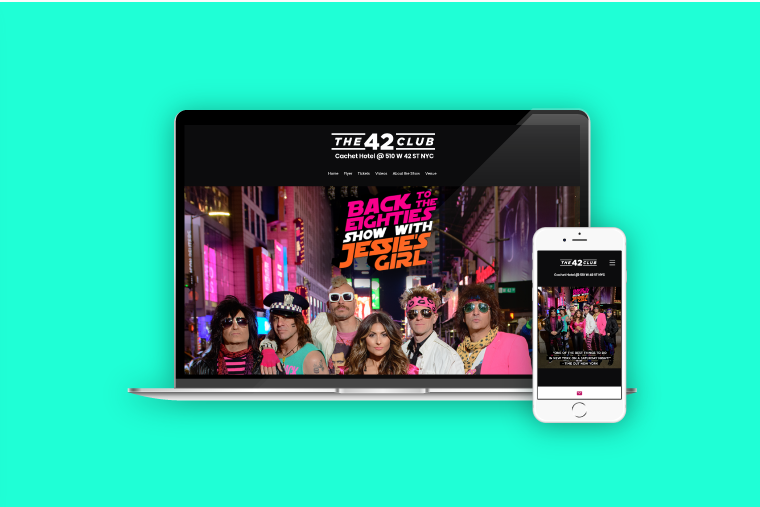 THE 42 CLUB
Cachet Hotel @ 510 W 42 ST NYC
Home Flyer Tickets Videos About the Show Venue
BACK TO THE EIGHTIES
SHOW WITH
JESSIE'S
GIRL
THE 42 CLUB
Cachet Hotel @ 510 W 42 ST NYC
"ONE OF THE BEST THINGS TO DO
IN NEW YORK ON A SATURDAY NIGHT!"
- TIME OUT NEW YORK